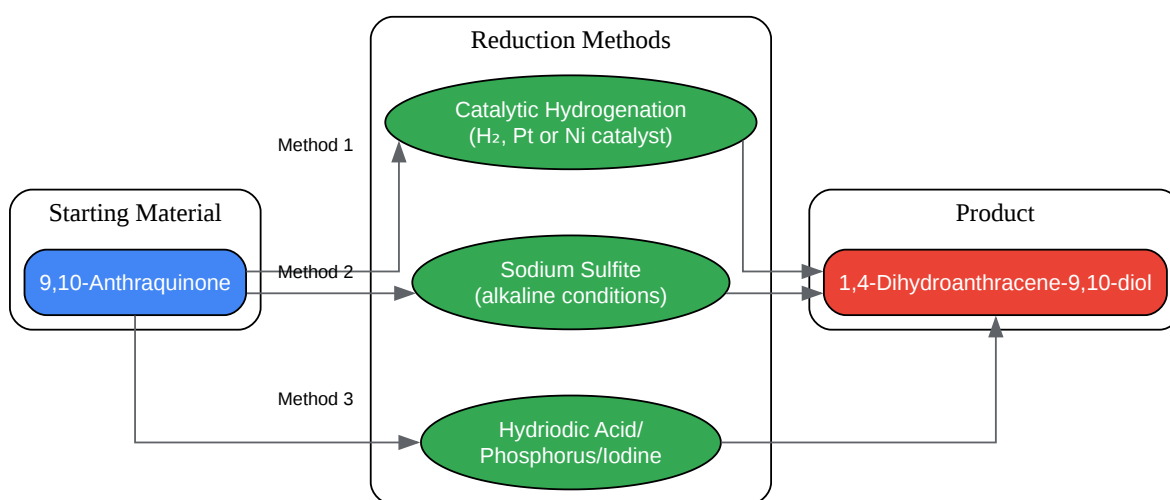 Reduction Methods
Catalytic Hydrogenation
(H₂, Pt or Ni catalyst)
Method 1
Starting Material
9,10-Anthraquinone
Method 2
Sodium Sulfite
(alkaline conditions)
Product
1,4-Dihydroanthracene-9,10-diol
Method 3
Hydriodic Acid/
Phosphorus/Iodine